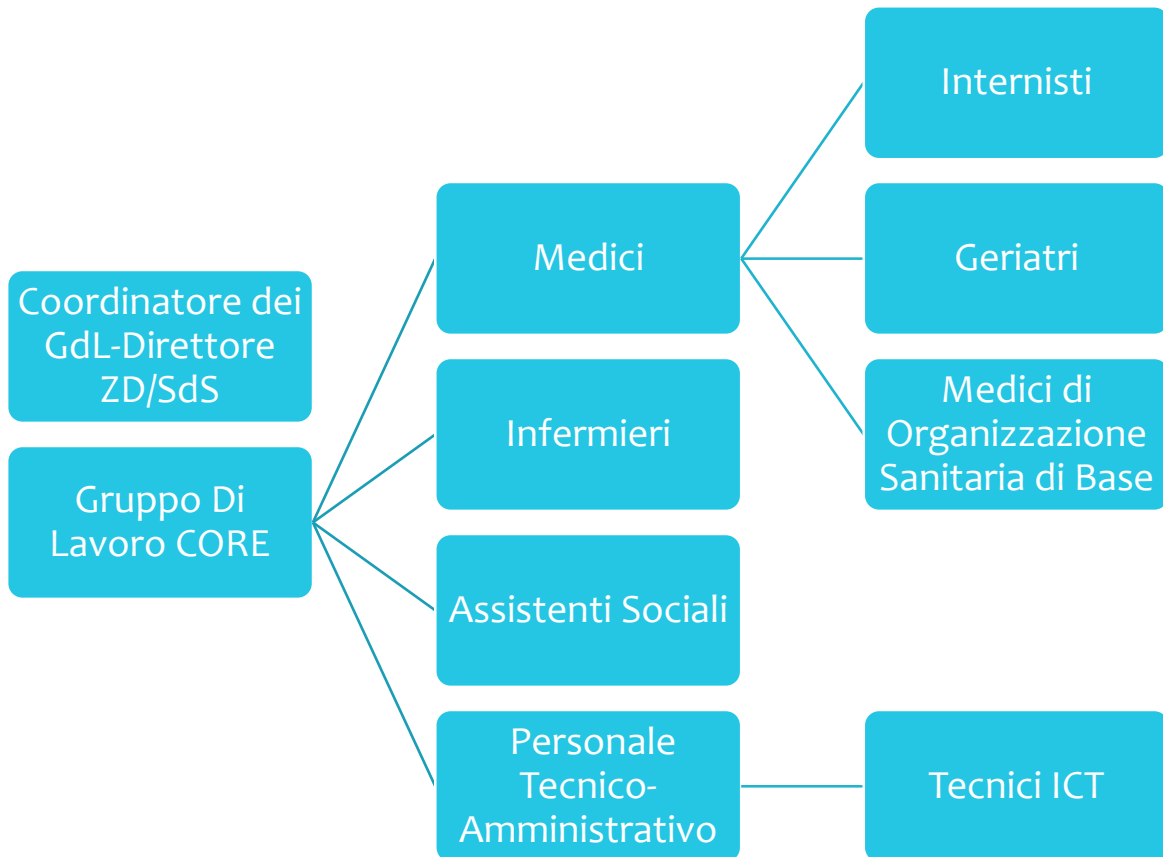 Coordinatore dei
GdL-Direttore
ZD/SdS
Gruppo Di
Lavoro CORE
Medici
Infermieri
Assistenti Sociali
Personale
Tecnico-
Amministrativo
Internisti
Geriatri
Medici di
Organizzazione
Sanitaria di Base
Tecnici ICT